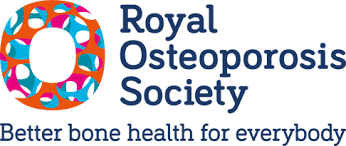 Royal
Osteoporosis
Society
Better bone health for everybody